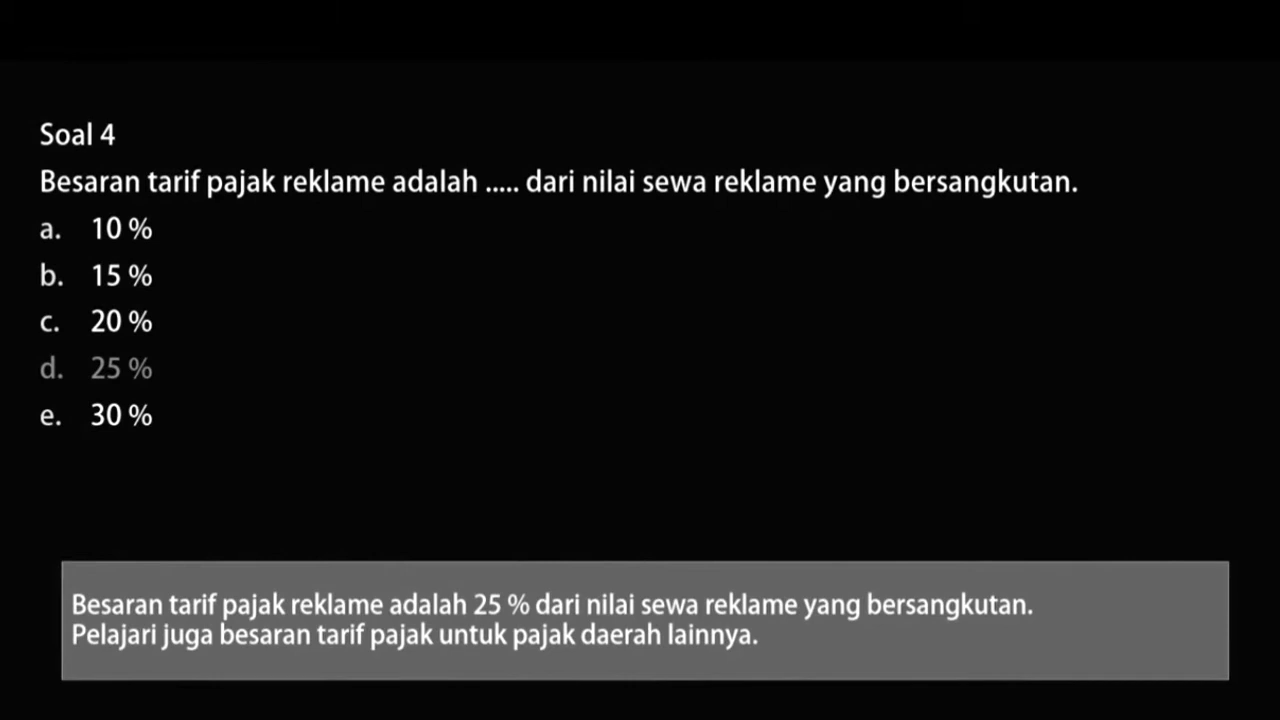 Soal 4
Besaran tarif pajak reklame adalah ..... dari nilai sewa reklame yang bersangkutan.
a. 10 %
b. 15 %
c. 20 %
d. 25 %
e. 30 %
Besaran tarif pajak reklame adalah 25 % dari nilai sewa reklame yang bersangkutan.
Pelajari juga besaran tarif pajak untuk pajak daerah lainnya.